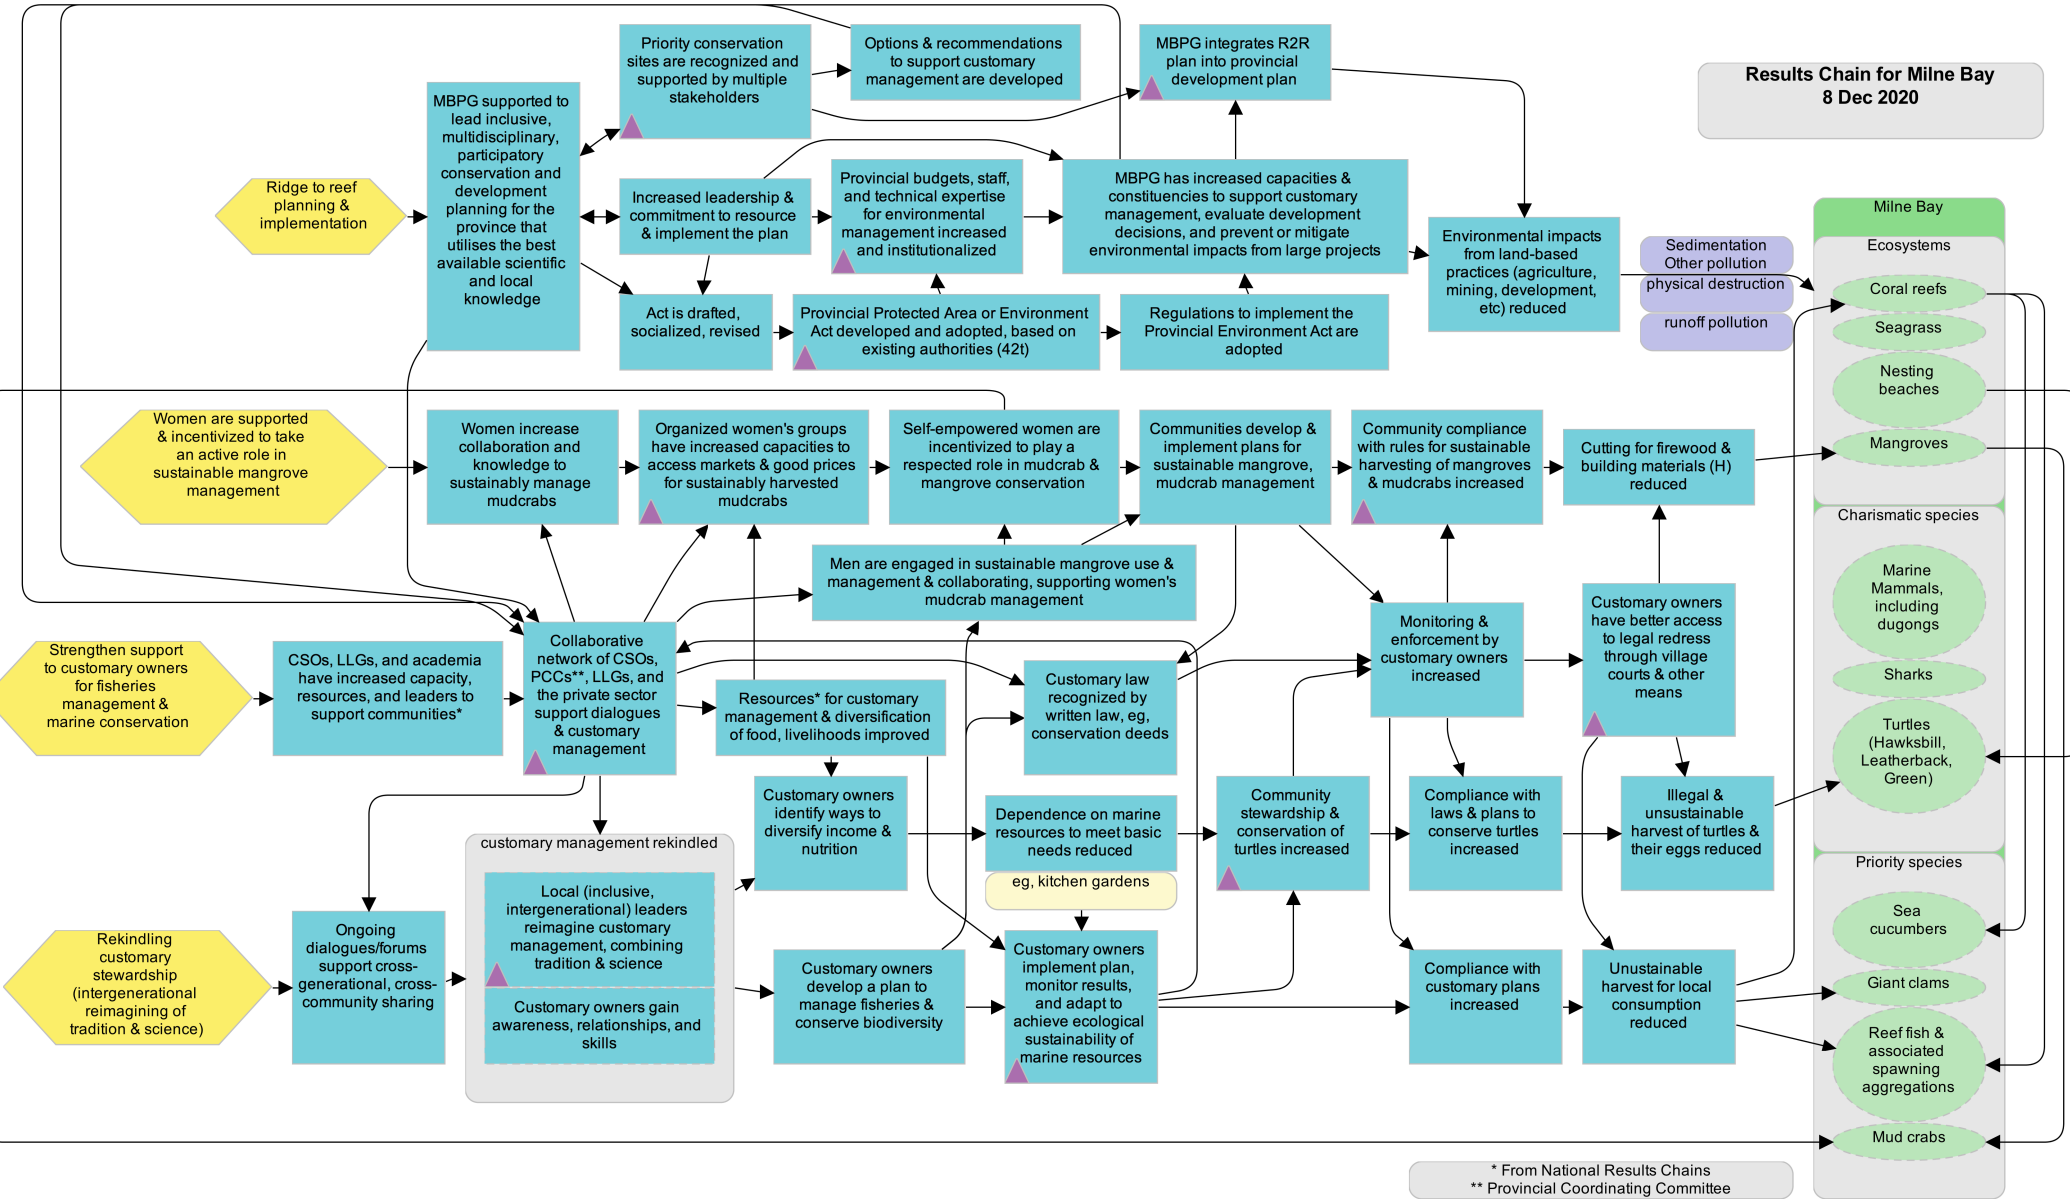 Results Chain for Milne Bay
8 Dec 2020
Ridge to reef
planning &
implementation
MBPG supported to
lead inclusive,
multidisciplinary,
participatory
conservation and
development
planning for the
province that
utilises the best
available scientific
and local
knowledge
Priority conservation
sites are recognized and
supported by multiple
stakeholders
Options & recommendations
to support customary
management are developed
MBPG integrates R2R
plan into provincial
development plan
Increased leadership &
commitment to resource
& implement the plan
Provincial budgets, staff,
and technical expertise
for environmental
management increased
and institutionalized
MBPG has increased capacities &
constituencies to support customary
management, evaluate development
decisions, and prevent or mitigate
environmental impacts from large projects
Act is drafted,
socialized, revised
Provincial Protected Area or Environment
Act developed and adopted, based on
existing authorities (42t)
Regulations to implement the
Provincial Environment Act are
adopted
Environmental impacts
from land-based
practices (agriculture,
mining, development,
etc) reduced
Sedimentation
Other pollution
physical destruction
runoff pollution
Women are supported
& incentivized to take
an active role in
sustainable mangrove
management
Women increase
collaboration and
knowledge to
sustainably manage
mudcrabs
Organized women's groups
have increased capacities to
access markets & good prices
for sustainably harvested
mudcrabs
Self-empowered women are
incentivized to play a
respected role in mudcrab &
mangrove conservation
Communities develop &
implement plans for
sustainable mangrove,
mudcrab management
Community compliance
with rules for sustainable
harvesting of mangroves
& mudcrabs increased
Cutting for firewood &
building materials (H)
reduced
Men are engaged in sustainable mangrove use &
management & collaborating, supporting women's
mudcrab management
Strengthen support
to customary owners
for fisheries
management &
marine conservation
CSOs, LLGs, and academia
have increased capacity,
resources, and leaders to
support communities*
Collaborative
network of CSOs,
PCCs**, LLGs, and
the private sector
support dialogues
& customary
management
Resources* for customary
management & diversification
of food, livelihoods improved
Customary law
recognized by
written law, eg,
conservation deeds
Monitoring &
enforcement by
customary owners
increased
Customary owners
have better access
to legal redress
through village
courts & other
means
Customary owners
identify ways to
diversify income &
nutrition
Dependence on marine
resources to meet basic
needs reduced
eg, kitchen gardens
Community
stewardship &
conservation of
turtles increased
Compliance with
laws & plans to
conserve turtles
increased
Illegal &
unsustainable
harvest of turtles &
their eggs reduced
Rekindling
customary
stewardship
(intergenerational
reimagining of
tradition & science)
Ongoing
dialogues/forums
support cross-
generational, cross-
community sharing
customary management rekindled
Local (inclusive,
intergenerational) leaders
reimagine customary
management, combining
tradition & science
Customary owners gain
awareness, relationships, and
skills
Customary owners
develop a plan to
manage fisheries &
conserve biodiversity
Customary owners
implement plan,
monitor results,
and adapt to
achieve ecological
sustainability of
marine resources
Compliance with
customary plans
increased
Unustainable
harvest for local
consumption
reduced
Milne Bay
Ecosystems
Coral reefs
Seagrass
Nesting
beaches
Mangroves
Charismatic species
Marine
Mammals,
including
dugongs
Sharks
Turtles
(Hawksbill,
Leatherback,
Green)
Priority species
Sea
cucumbers
Giant clams
Reef fish &
associated
spawning
aggregations
Mud crabs
* From National Results Chains
** Provincial Coordinating Committee